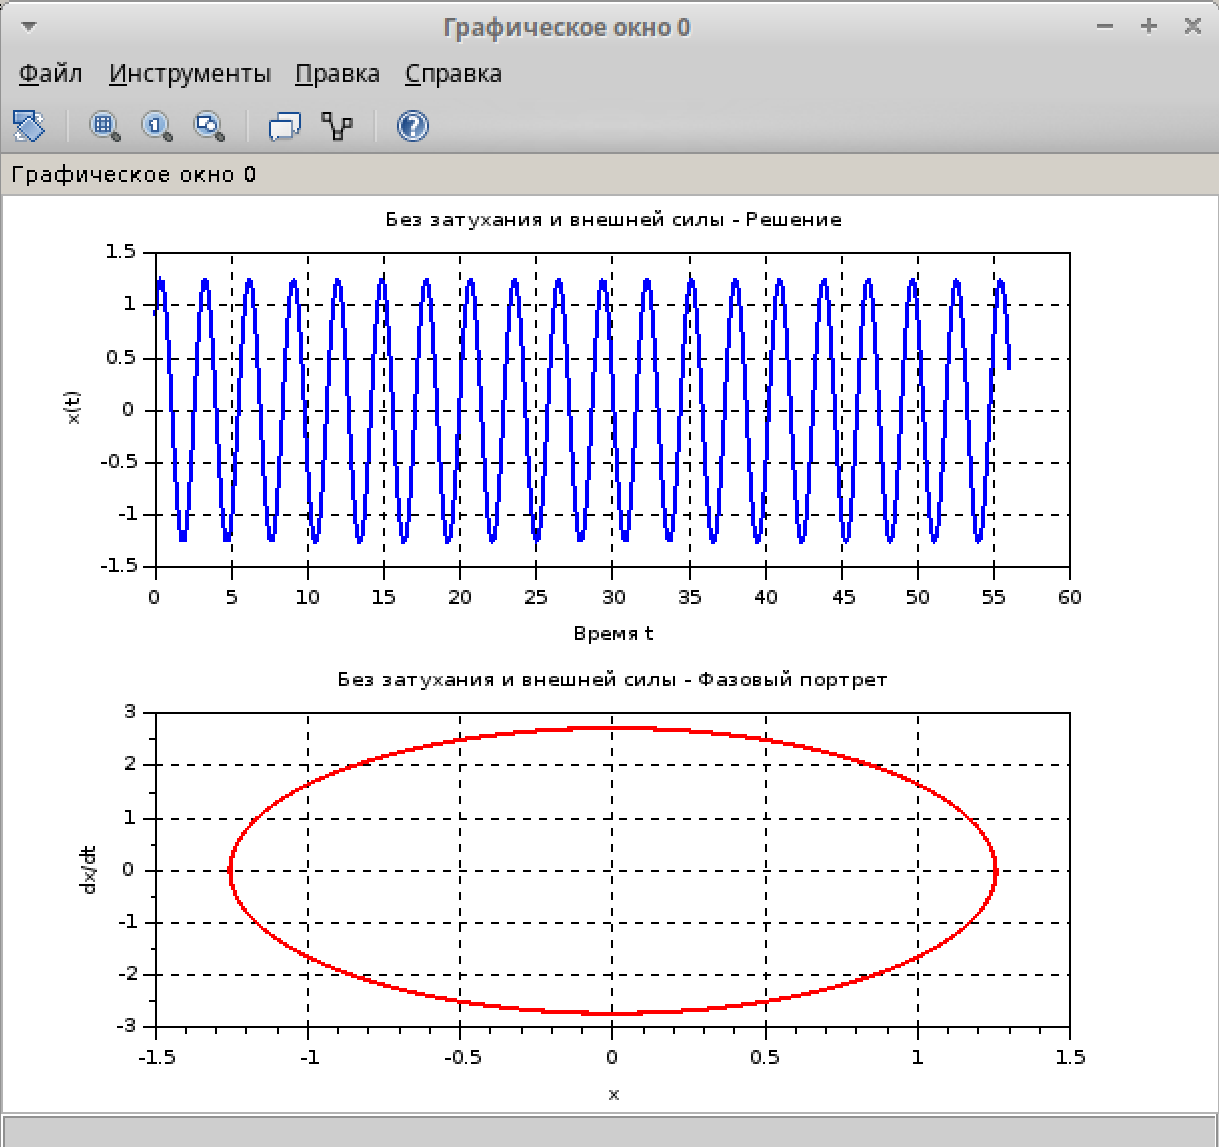 Графическое окно 0
Файл Инструменты Правка Справка
Графическое окно 0
Без затухания и внешней силы - Решение
1.5
1
0.5
0
-0.5
-1
-1.5
x(t)
0 5 10 15 20 25 30 35 40 45 50 55 60
Время t
Без затухания и внешней силы - Фазовый портрет
3
2
1
0
-1
-2
-3
dx/dt
-1.5 -1 -0.5 0 0.5 1 1.5
x